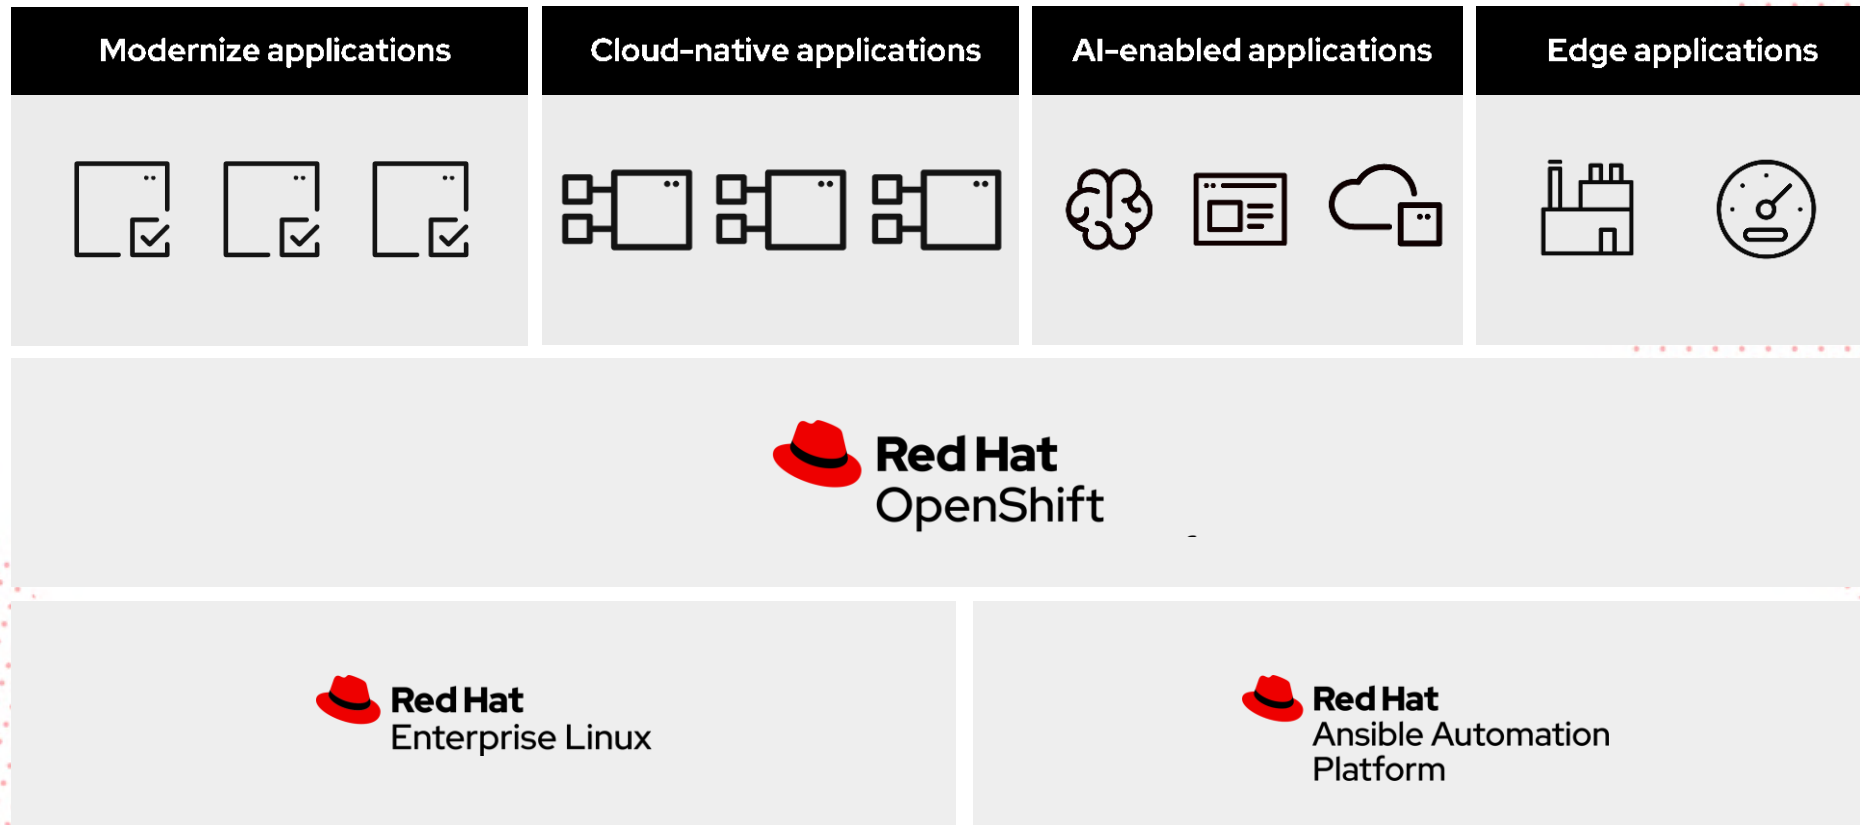 Modernize applications
Cloud-native applications
AI-enabled applications
Edge applications
Red Hat
OpenShift
Red Hat
Enterprise Linux
Red Hat
Ansible Automation
Platform